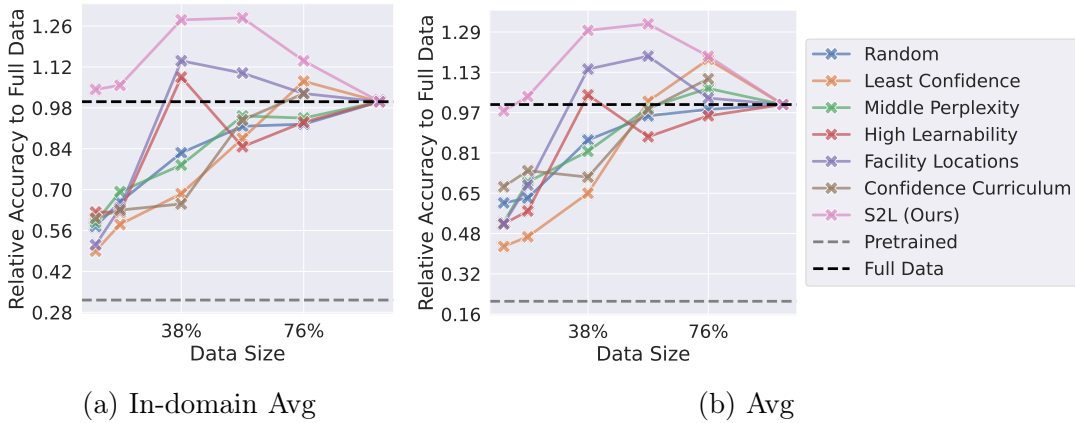 Relative Accuracy to Full Data
1.26
1.12
0.98
0.84
0.70
0.56
0.42
0.28
38%
76%
Data Size
(a) In-domain Avg
Relative Accuracy to Full Data
1.29
1.13
0.97
0.81
0.65
0.48
0.32
0.16
38%
76%
Data Size
(b) Avg
Random
Least Confidence
Middle Perplexity
High Learnability
Facility Locations
Confidence Curriculum
S2L (Ours)
Pretrained
Full Data